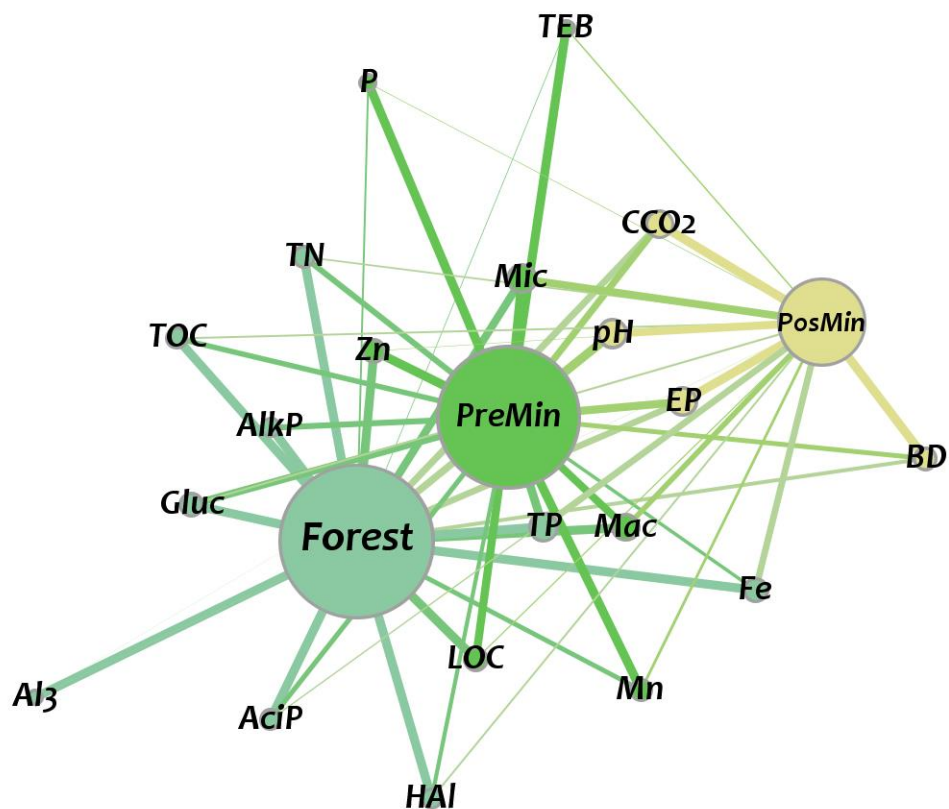 TEB
P
CCO2
TN
Mic
PosMin
TOC
Zn
pH
EP
PreMin
AlkP
BD
Gluc
Forest
TP
Mac
Fe
LOC
Al3
AciP
Mn
HAl